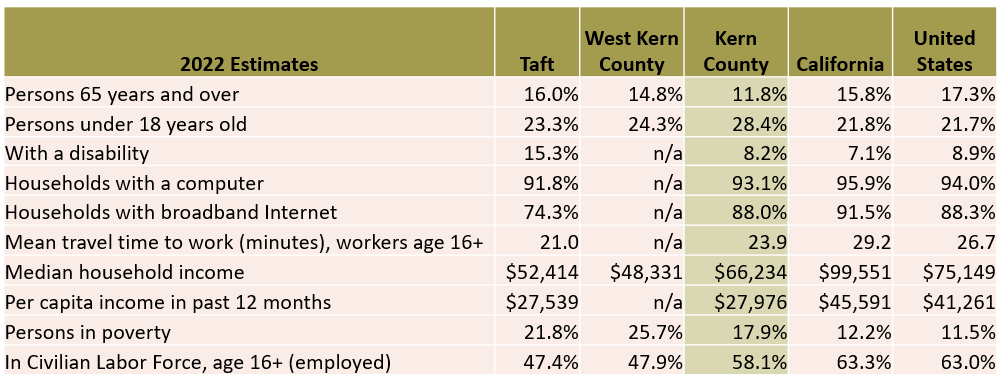 2022 Estimates Taft West Kern County Kern County California United States
Persons 65 years and over 16.0% 14.8% 11.8% 15.8% 17.3%
Persons under 18 years old 23.3% 24.3% 28.4% 21.8% 21.7%
With a disability 15.3% n/a 8.2% 7.1% 8.9%
Households with a computer 91.8% n/a 93.1% 95.9% 94.0%
Households with broadband Internet 74.3% n/a 88.0% 91.5% 88.3%
Mean travel time to work (minutes), workers age 16+ 21.0 n/a 23.9 29.2 26.7
Median household income $52,414 $48,331 $66,234 $99,551 $75,149
Per capita income in past 12 months $27,539 n/a $27,976 $45,591 $41,261
Persons in poverty 21.8% 25.7% 17.9% 12.2% 11.5%
In Civilian Labor Force, age 16+ (employed) 47.4% 47.9% 58.1% 63.3% 63.0%